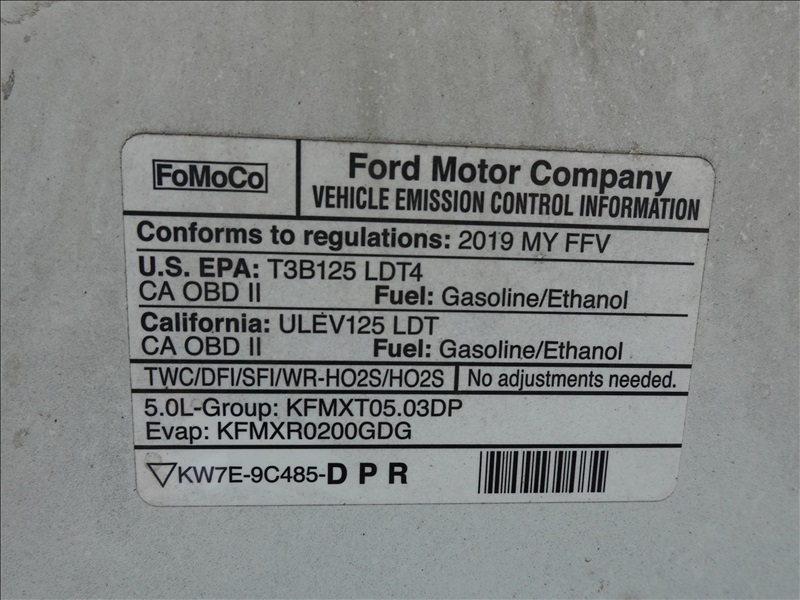 FoMoCo
Ford Motor Company
VEHICLE EMISSION CONTROL INFORMATION
Conforms to regulations: 2019 MY FFV
U.S. EPA: T3B125 LDT4
CA OBD II Fuel: Gasoline/Ethanol
California: ULEV125 LDT
CA OBD II Fuel: Gasoline/Ethanol
TWC/DFI/SFI/WR-HO2S/HO2S No adjustments needed.
5.0L-Group: KFMXT05.03DP
Evap: KFMXR0200GDG
KW7E-9C485-D P R